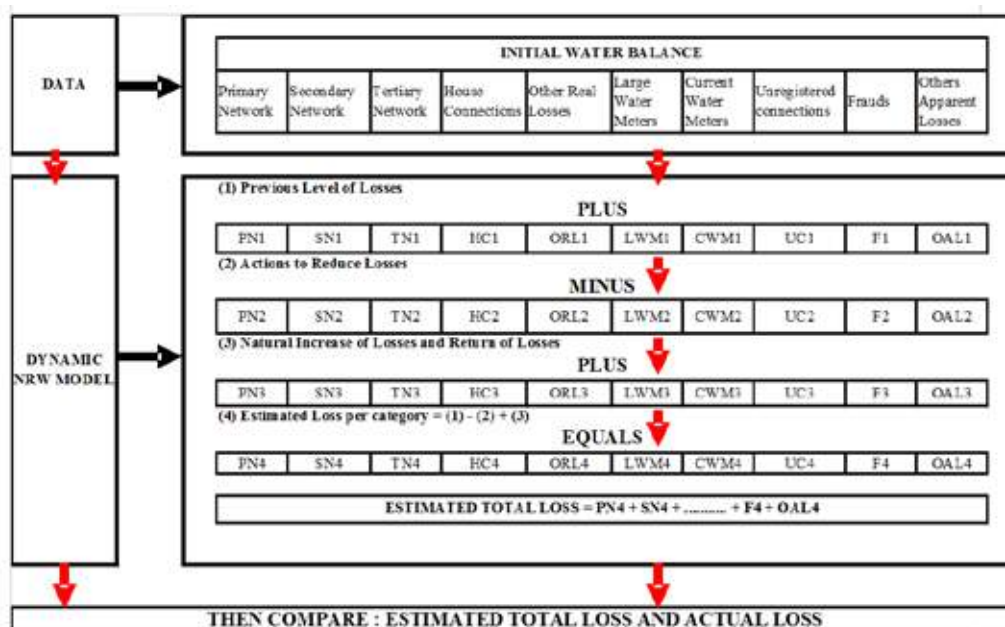 DATA
INITIAL WATER BALANCE
Primary Network
Secondary Network
Tertiary Network
House Connections
Other Real Losses
Large Water Meters
Current Water Meters
Unregistered connections
Frauds
Others Apparent Losses
DYNAMIC
NRW MODEL
(1) Previous Level of Losses
PLUS
PN1 SN1 TN1 HC1 ORL1 LWM1 CWM1 UC1 F1 OAL1
(2) Actions to Reduce Losses
MINUS
PN2 SN2 TN2 HC2 ORL2 LWM2 CWM2 UC2 F2 OAL2
(3) Natural Increase of Losses and Return of Losses
PLUS
PN3 SN3 TN3 HC3 ORL3 LWM3 CWM3 UC3 F3 OAL3
(4) Estimated Loss per category = (1) - (2) + (3)
EQUALS
PN4 SN4 TN4 HC4 ORL4 LWM4 CWM4 UC4 F4 OAL4
ESTIMATED TOTAL LOSS = PN4 + SN4 + .......... + F4 + OAL4
THEN COMPARE : ESTIMATED TOTAL LOSS AND ACTUAL LOSS